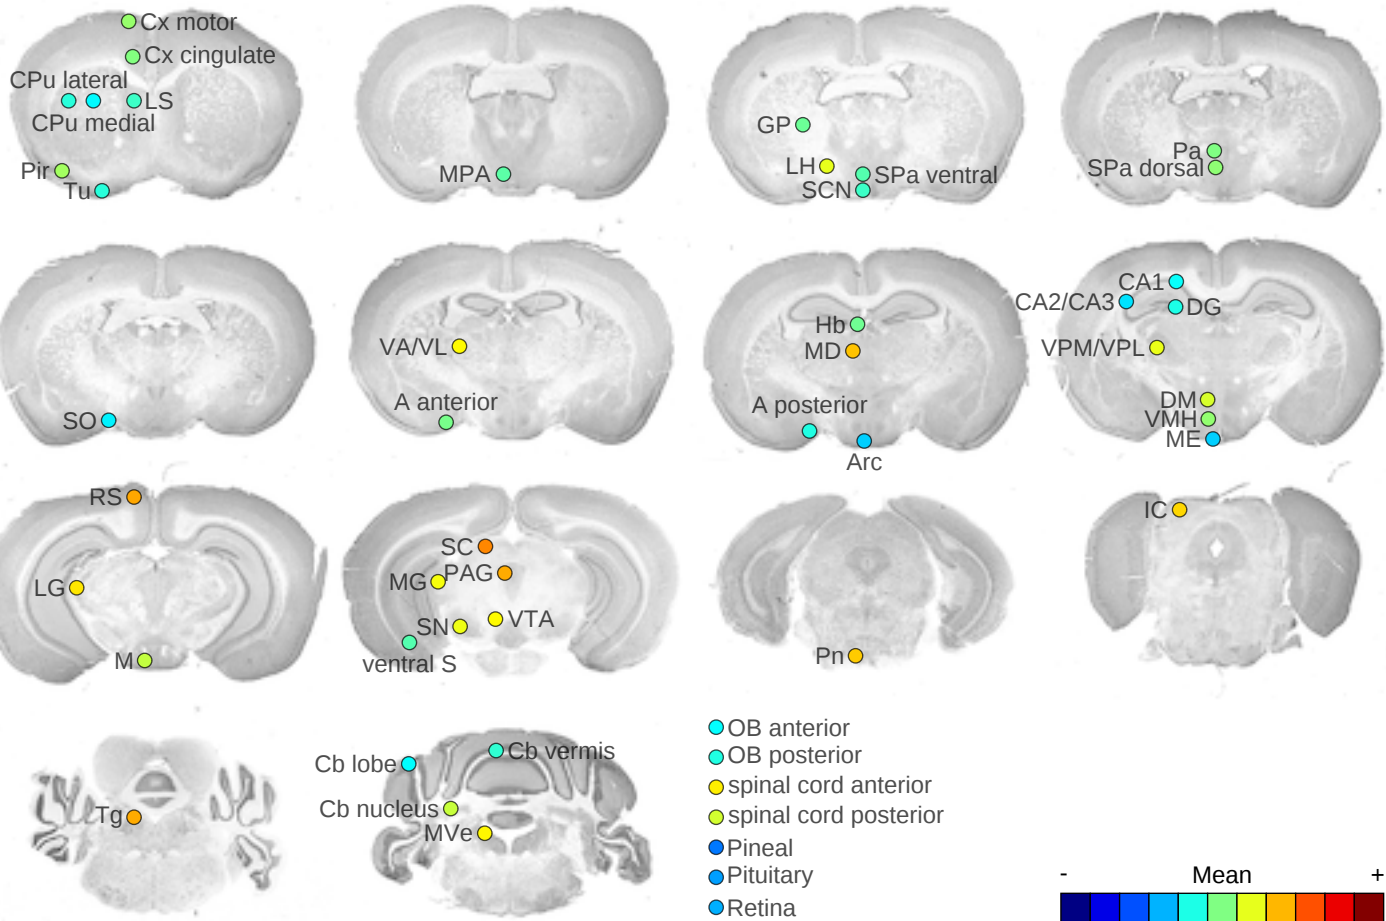 Cx motor
Cx cingulate
CPu lateral
LS
CPu medial
Pir
Tu
MPA
GP
LH
SPa ventral
SCN
Pa
SPa dorsal
SO
VA/VL
A anterior
Hb
MD
A posterior
Arc
CA1
CA2/CA3
DG
VPM/VPL
DM
VMH
ME
RS
LG
M
SC
PAG
MG
SN
VTA
ventral S
Pn
IC
Tg
Cb vermis
Cb lobe
Cb nucleus
MVe
OB anterior
OB posterior
spinal cord anterior
spinal cord posterior
Pineal
Pituitary
Retina
- Mean +